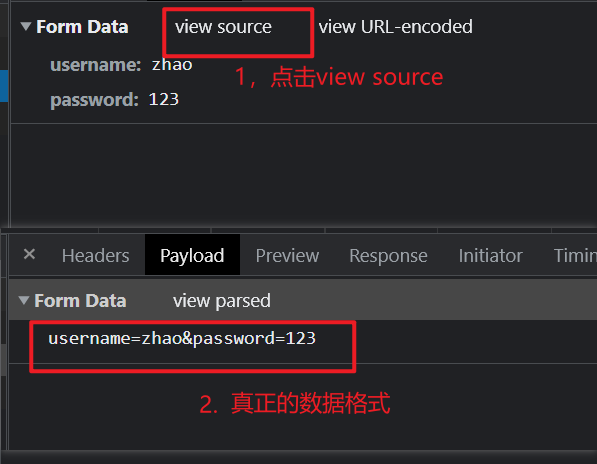 Form Data view source view URL-encoded
username: zhao
1，点击view source
password: 123
× Headers Payload Preview Response Initiator Timin
Form Data view parsed
username=zhao&password=123
2. 真正的数据格式